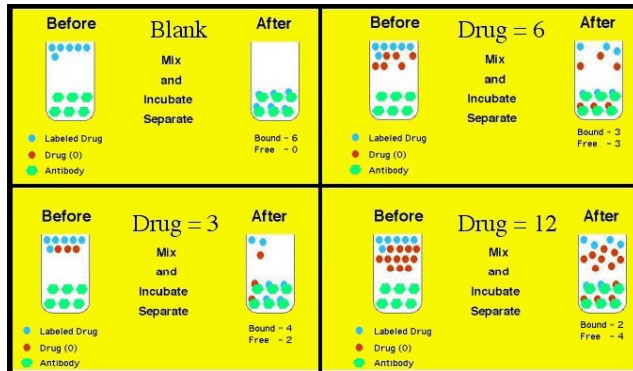 Before Blank After
Mix
and
Incubate
Separate
Labeled Drug
Drug (0)
Antibody
Bound - 6
Free - 0
Before Drug = 6 After
Mix
and
Incubate
Separate
Labeled Drug
Drug (0)
Antibody
Bound - 3
Free - 3
Before Drug = 3 After
Mix
and
Incubate
Separate
Labeled Drug
Drug (0)
Antibody
Bound - 4
Free - 2
Before Drug = 12 After
Mix
and
Incubate
Separate
Labeled Drug
Drug (0)
Antibody
Bound - 2
Free - 4